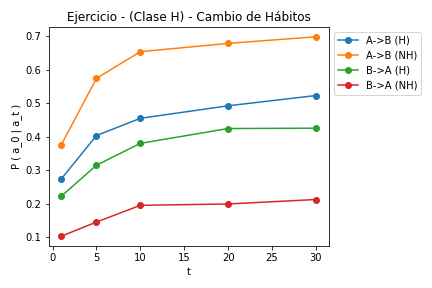 Ejercicio - (Clase H) - Cambio de Hábitos
P ( a_0 | a_t )
0.7
0.6
0.5
0.4
0.3
0.2
0.1
0 5 10 15 20 25 30
t
A->B (H)
A->B (NH)
B->A (H)
B->A (NH)